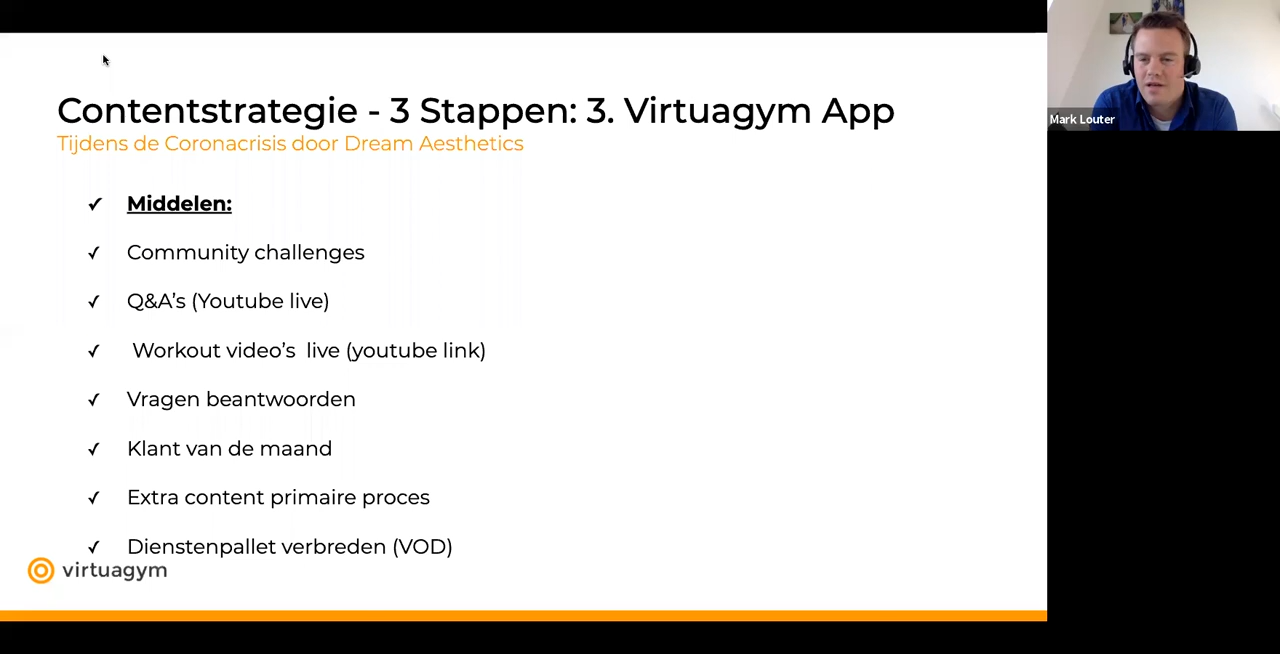 Contentstrategie - 3 Stappen: 3. Virtuagym App
Tijdens de Coronacrisis door Dream Aesthetics
✓ Middelen:
✓ Community challenges
✓ Q&A’s (Youtube live)
✓ Workout video’s live (youtube link)
✓ Vragen beantwoorden
✓ Klant van de maand
✓ Extra content primaire proces
✓ Dienstenpallet verbreden (VOD)
virtuagym
Mark Louter